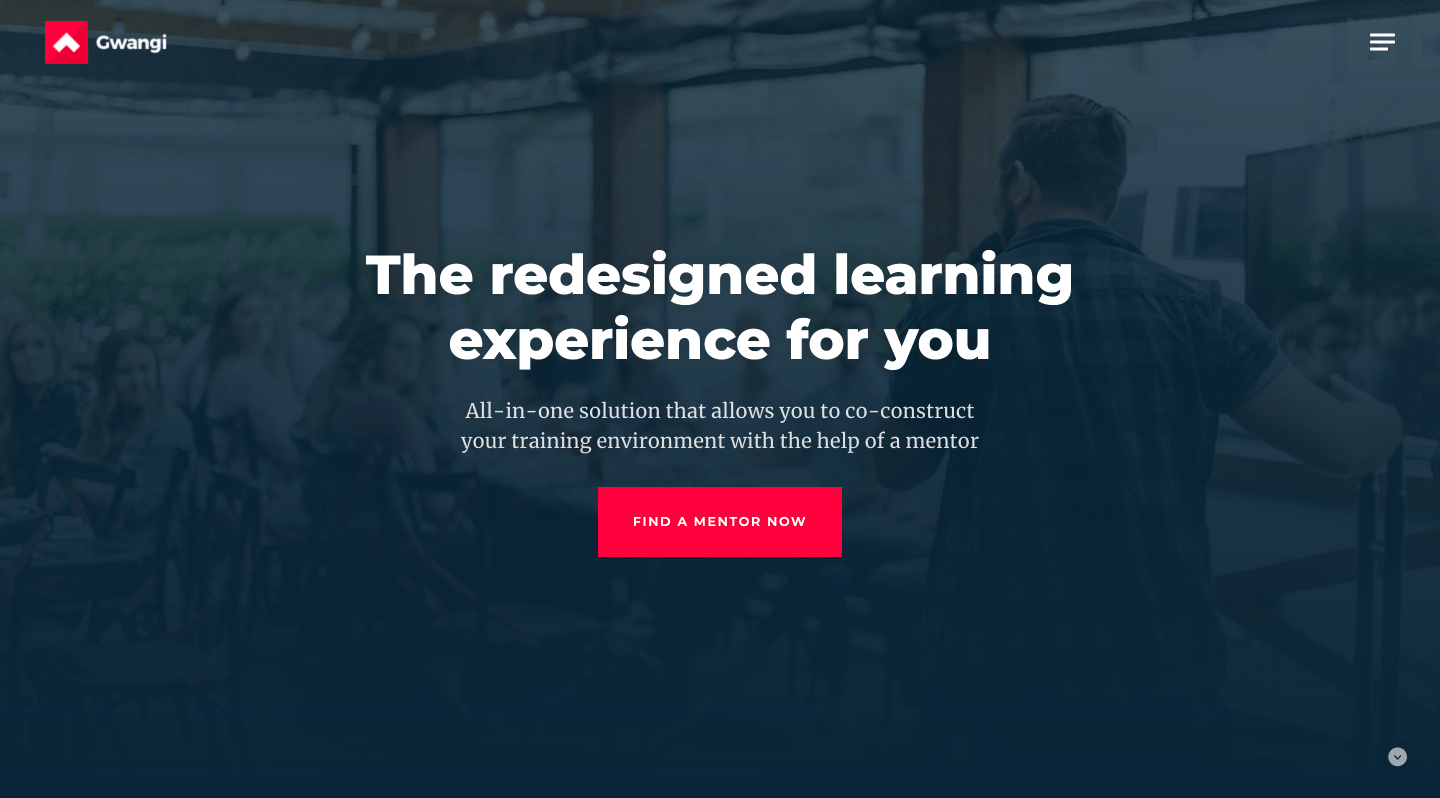 Gwangi
The redesigned learning
experience for you
All-in-one solution that allows you to co-construct
your training environment with the help of a mentor
FIND A MENTOR NOW